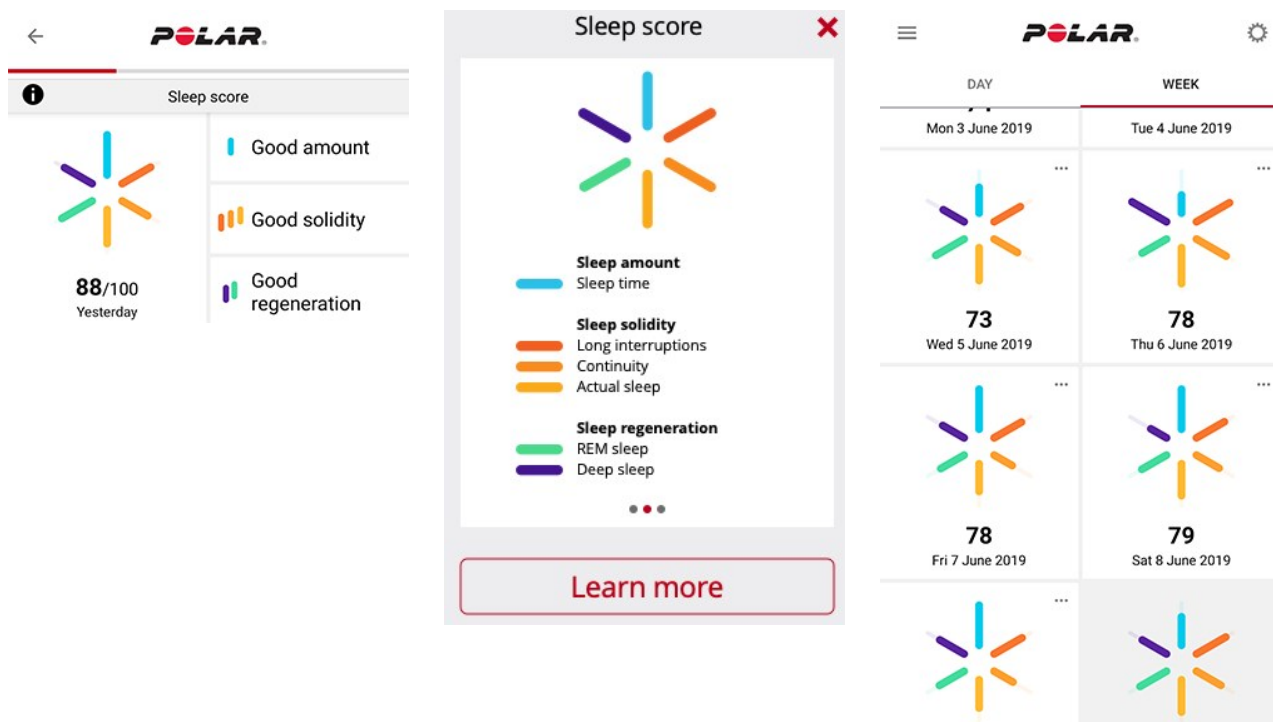 POLAR.
Sleep score
Good amount
Good solidity
Good
regeneration
88/100
Yesterday
Sleep score
Sleep amount
Sleep time
Sleep solidity
Long interruptions
Continuity
Actual sleep
Sleep regeneration
REM sleep
Deep sleep
Learn more
POLAR.
DAY
WEEK
Mon 3 June 2019
Tue 4 June 2019
73
Wed 5 June 2019
78
Thu 6 June 2019
78
Fri 7 June 2019
79
Sat 8 June 2019